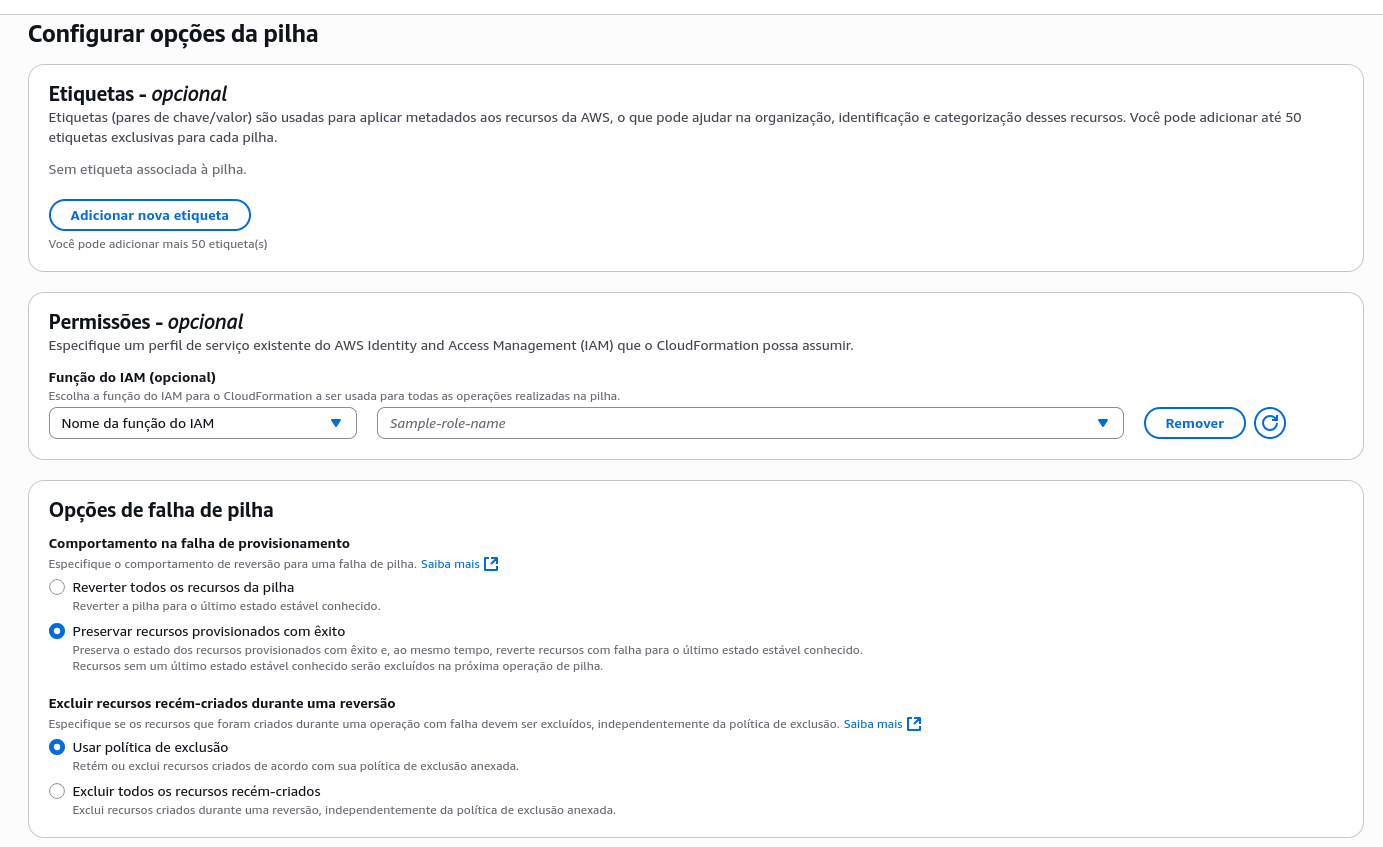 Configurar opções da pilha
Etiquetas - opcional
Etiquetas (pares de chave/valor) são usadas para aplicar metadados aos recursos da AWS, o que pode ajudar na organização, identificação e categorização desses recursos. Você pode adicionar até 50
etiquetas exclusivas para cada pilha.
Sem etiqueta associada à pilha.
Adicionar nova etiqueta
Você pode adicionar mais 50 etiqueta(s)
Permissões - opcional
Especifique um perfil de serviço existente do AWS Identity and Access Management (IAM) que o CloudFormation possa assumir.
Função do IAM (opcional)
Escolha a função do IAM para o CloudFormation a ser usada para todas as operações realizadas na pilha.
Nome da função do IAM Sample-role-name Remover
Opções de falha de pilha
Comportamento na falha de provisionamento
Especifique o comportamento de reversão para uma falha de pilha. Saiba mais
Reverter todos os recursos da pilha
Reverter a pilha para o último estado estável conhecido.
Preservar recursos provisionados com êxito
Preserva o estado dos recursos provisionados com êxito e, ao mesmo tempo, reverte recursos com falha para o último estado estável conhecido.
Recursos sem um último estado estável conhecido serão excluídos na próxima operação de pilha.
Excluir recursos recém-criados durante uma reversão
Especifique se os recursos que foram criados durante uma operação com falha devem ser excluídos, independentemente da política de exclusão. Saiba mais
Usar política de exclusão
Retém ou exclui recursos criados de acordo com sua política de exclusão anexada.
Excluir todos os recursos recém-criados
Exclui recursos criados durante uma reversão, independentemente da política de exclusão anexada.